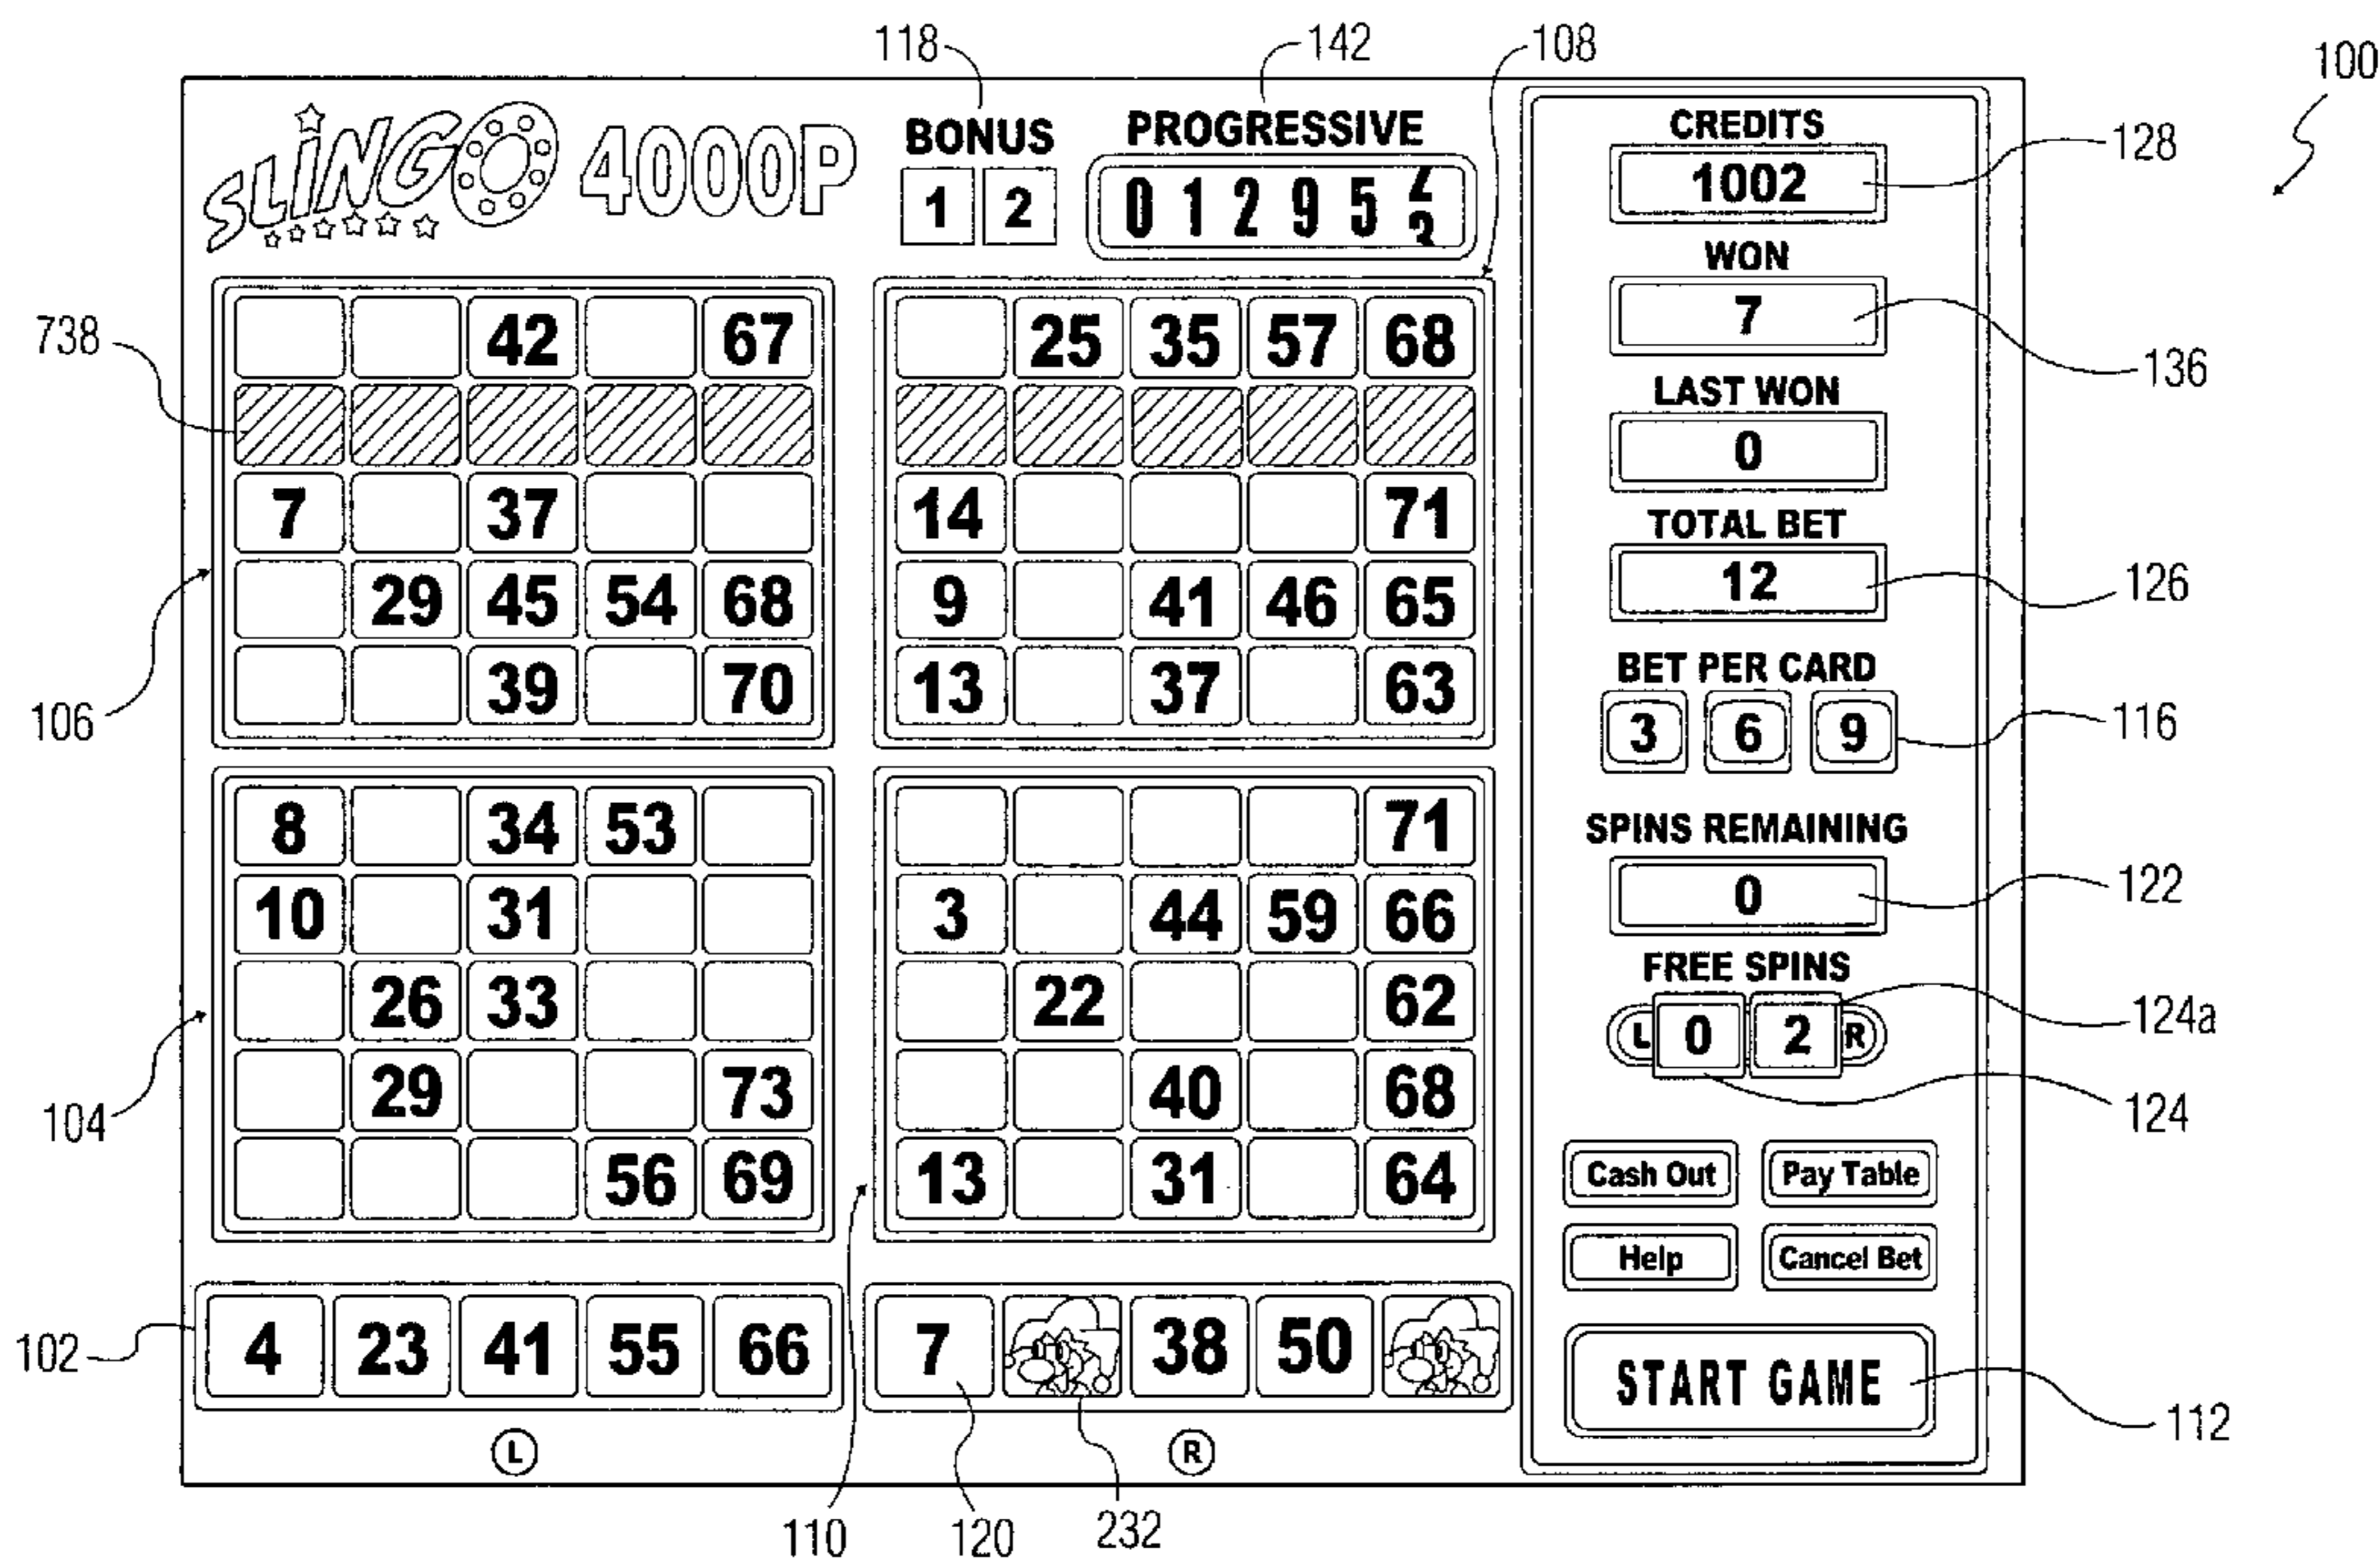 118 142 108 100
SLiNGO 4000P
BONUS
1 2
PROGRESSIVE
0 1 2 9 5 2
3
CREDITS
1002
128
WON
7
136
LAST WON
0
TOTAL BET
12
126
BET PER CARD
3 6 9
116
SPINS REMAINING
0
122
FREE SPINS
L 0 2 R
124a
124
Cash Out Pay Table
Help Cancel Bet
START GAME
112
738
42 67
7 37
29 45 54 68
39 70
106
25 35 57 68
14 71
9 41 46 65
13 37 63
8 34 53
10 31
26 33
29 73
56 69
104
71
3 44 59 66
22 62
40 68
13 31 64
102
4 23 41 55 66
7 38 50
L R
110 120 232